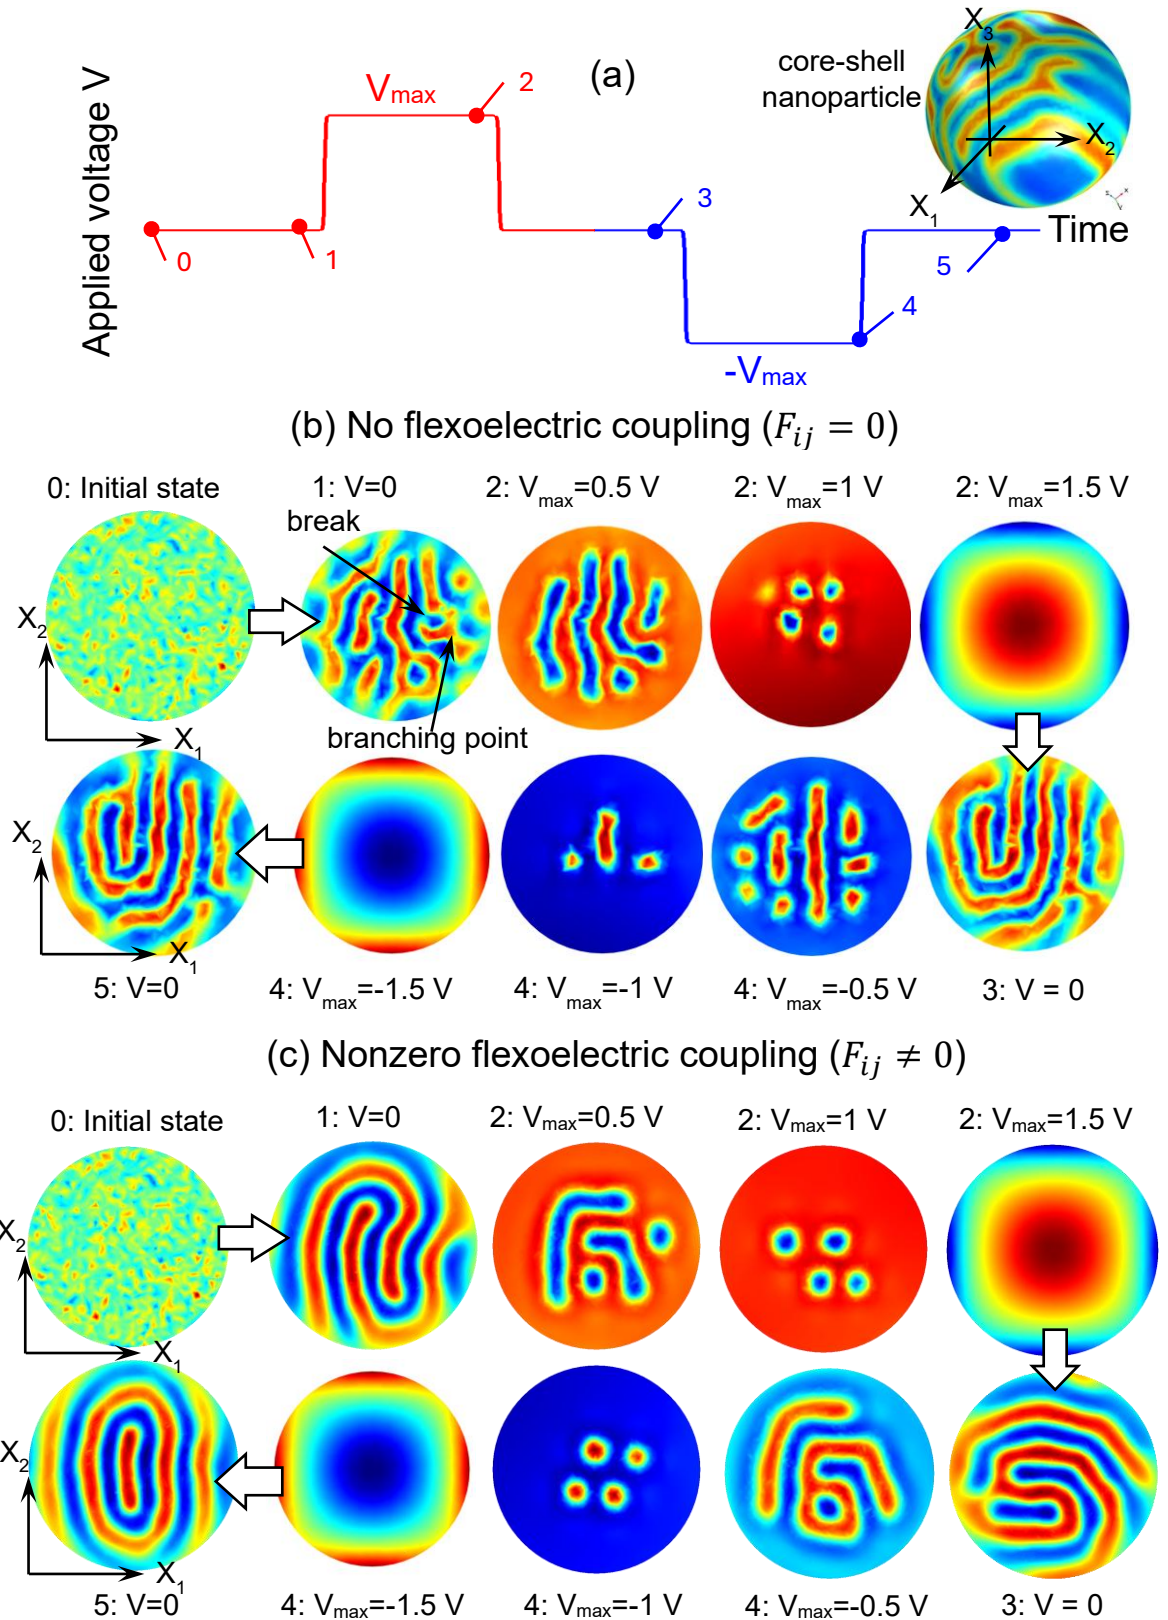 Applied voltage V
Vmax
2
(a)
core-shell
nanoparticle
X3
X2
X1
0
1
3
Time
5
4
-Vmax
(b) No flexoelectric coupling (Fij = 0)
0: Initial state
1: V=0
2: Vmax=0.5 V
2: Vmax=1 V
2: Vmax=1.5 V
break
X2
X1
branching point
X2
X1
5: V=0
4: Vmax=-1.5 V
4: Vmax=-1 V
4: Vmax=-0.5 V
3: V = 0
(c) Nonzero flexoelectric coupling (Fij ≠ 0)
0: Initial state
1: V=0
2: Vmax=0.5 V
2: Vmax=1 V
2: Vmax=1.5 V
X2
X1
X2
X1
5: V=0
4: Vmax=-1.5 V
4: Vmax=-1 V
4: Vmax=-0.5 V
3: V = 0